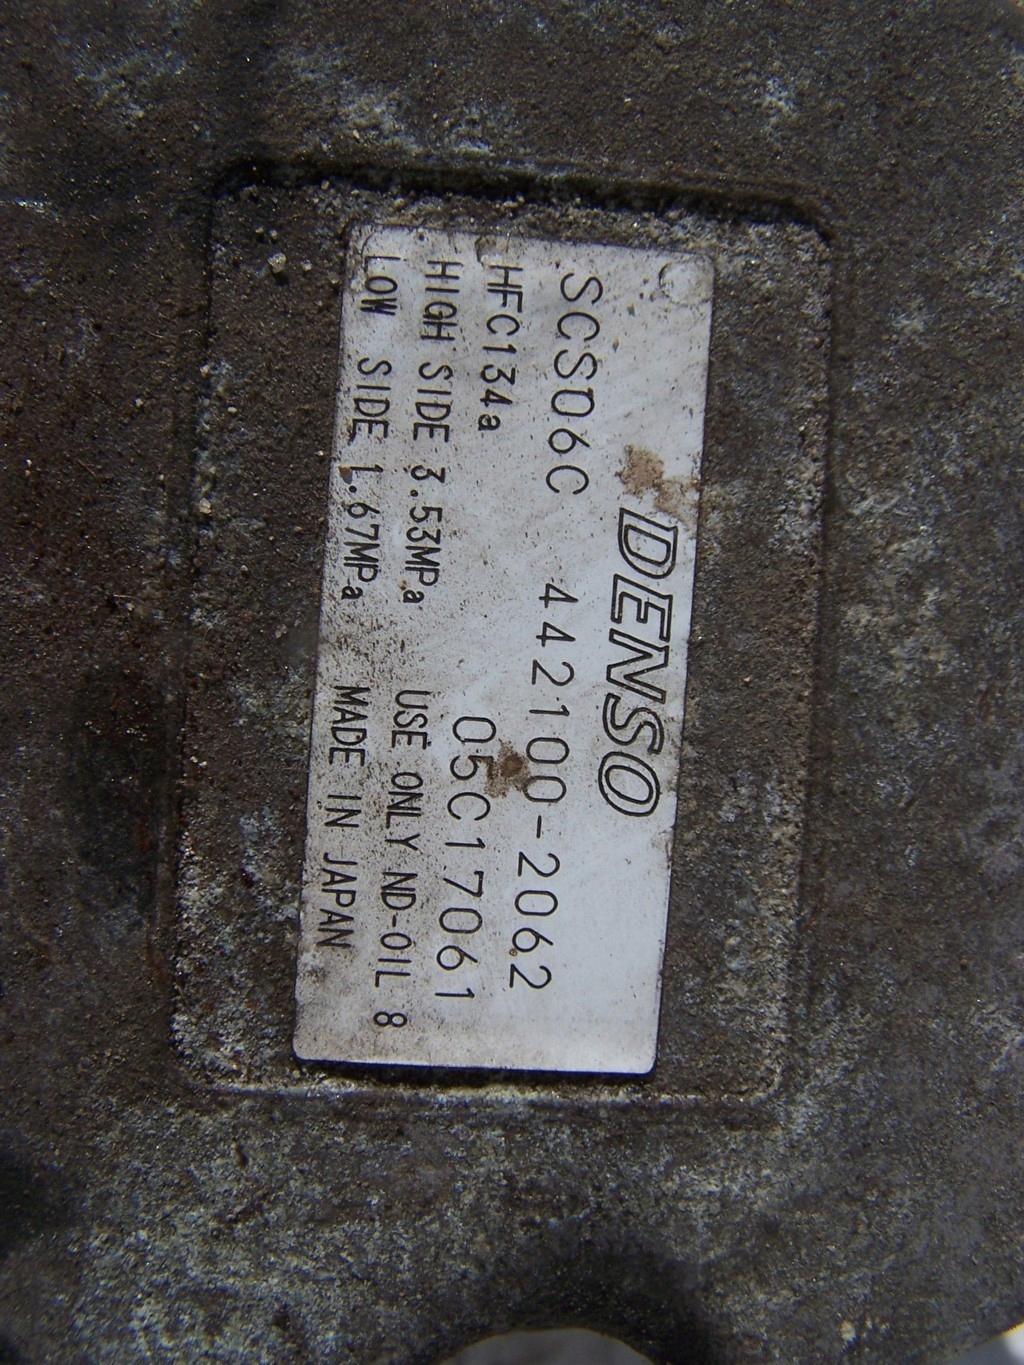 DENSO
SCS06C 442100-2062
HFC134a 05C17061
HIGH SIDE 3.53MPa USE ONLY ND-OIL 8
LOW SIDE 1.67MPa MADE IN JAPAN